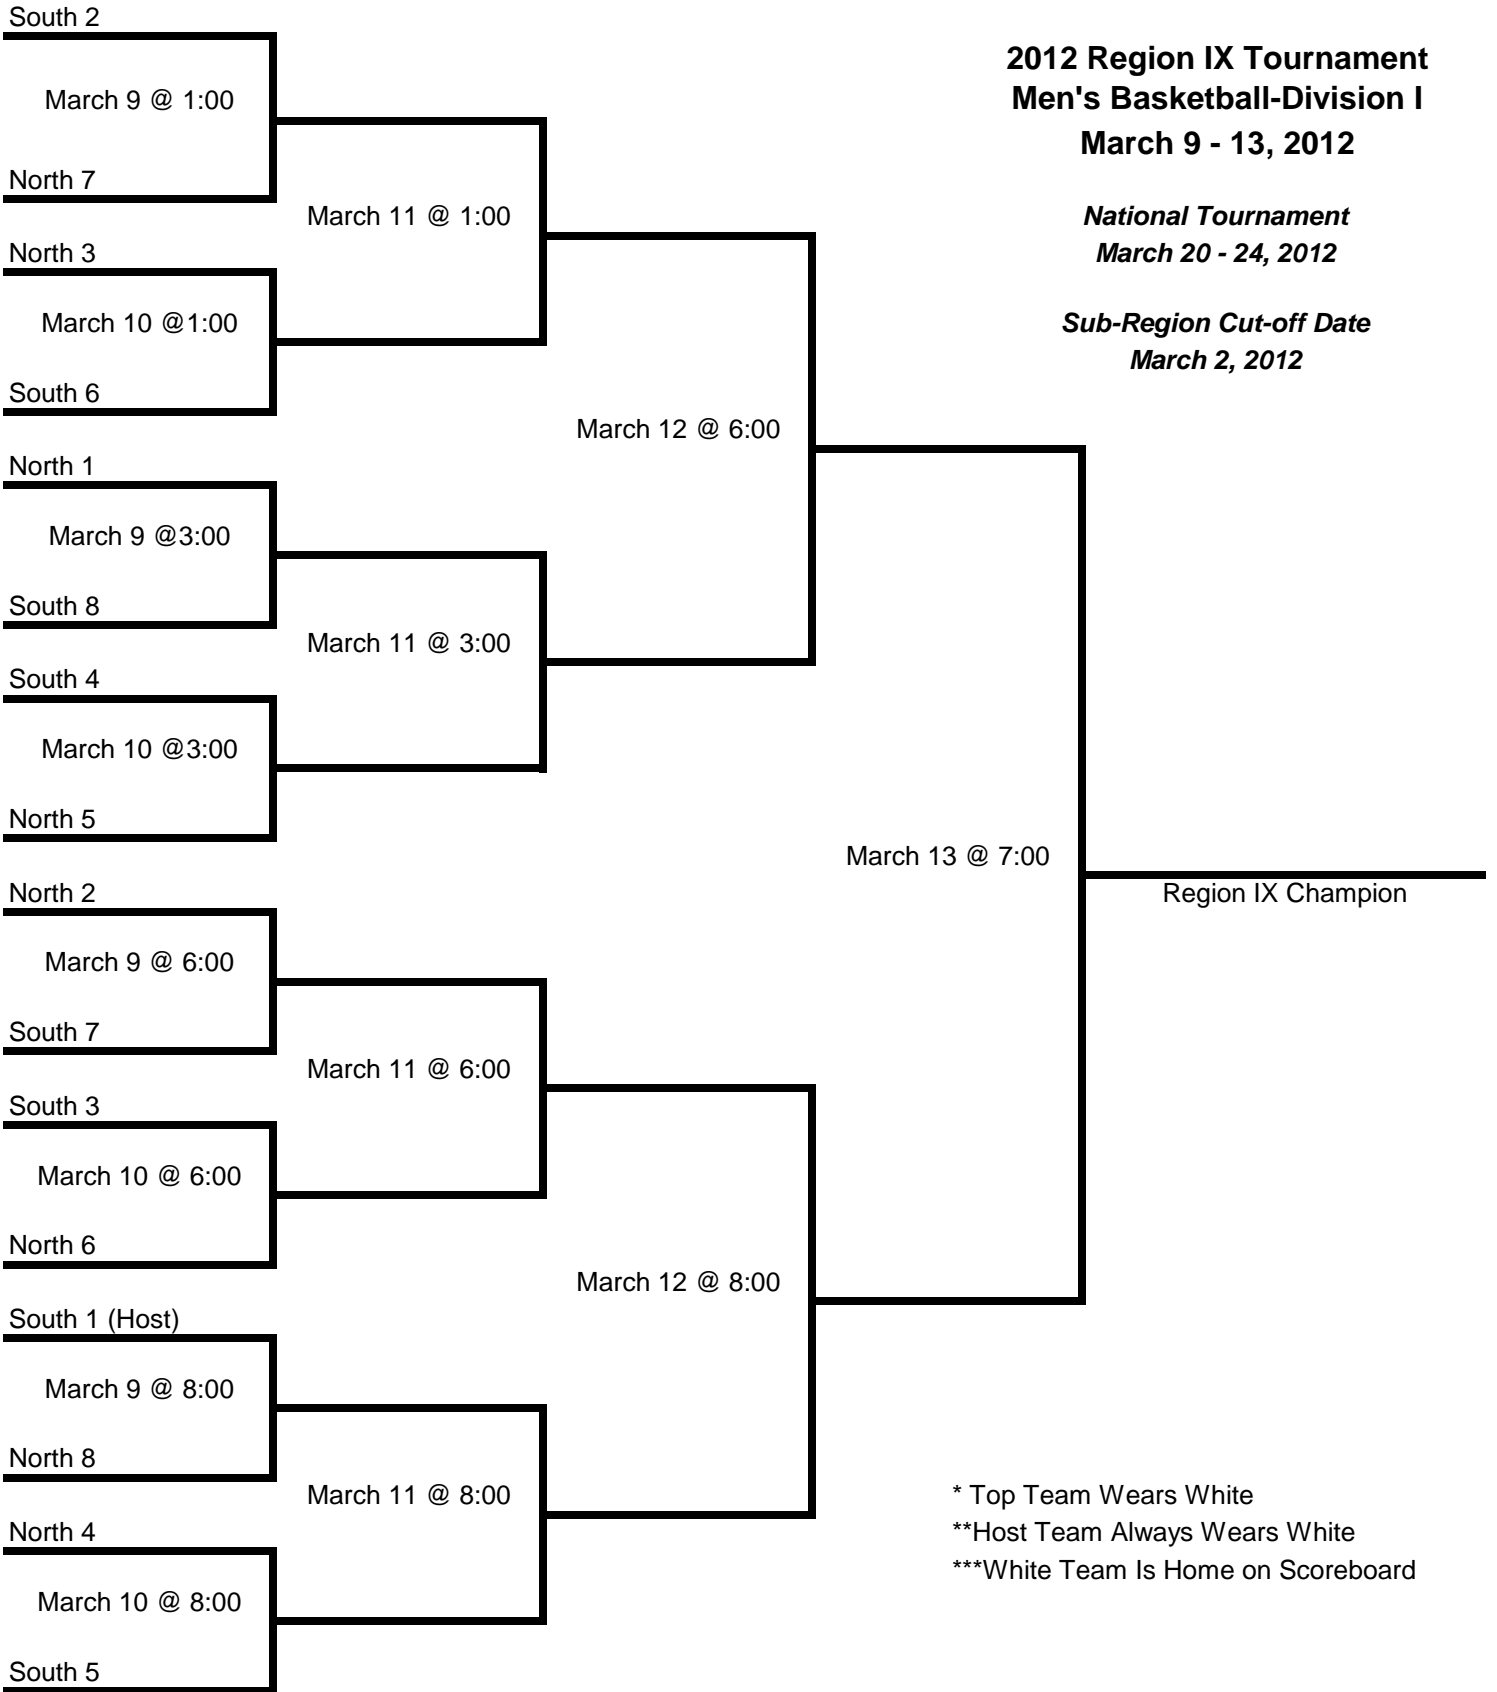 South 2
2012 Region IX Tournament
Men's Basketball-Division I
March 9 - 13, 2012
March 9 @ 1:00
North 7
March 11 @ 1:00
National Tournament
March 20 - 24, 2012
North 3
March 10 @1:00
Sub-Region Cut-off Date
March 2, 2012
South 6
March 12 @ 6:00
North 1
March 9 @3:00
South 8
March 11 @ 3:00
South 4
March 10 @3:00
North 5
March 13 @ 7:00
Region IX Champion
North 2
March 9 @ 6:00
South 7
March 11 @ 6:00
South 3
March 10 @ 6:00
North 6
March 12 @ 8:00
South 1 (Host)
March 9 @ 8:00
North 8
March 11 @ 8:00
North 4
March 10 @ 8:00
South 5
* Top Team Wears White
**Host Team Always Wears White
***White Team Is Home on Scoreboard